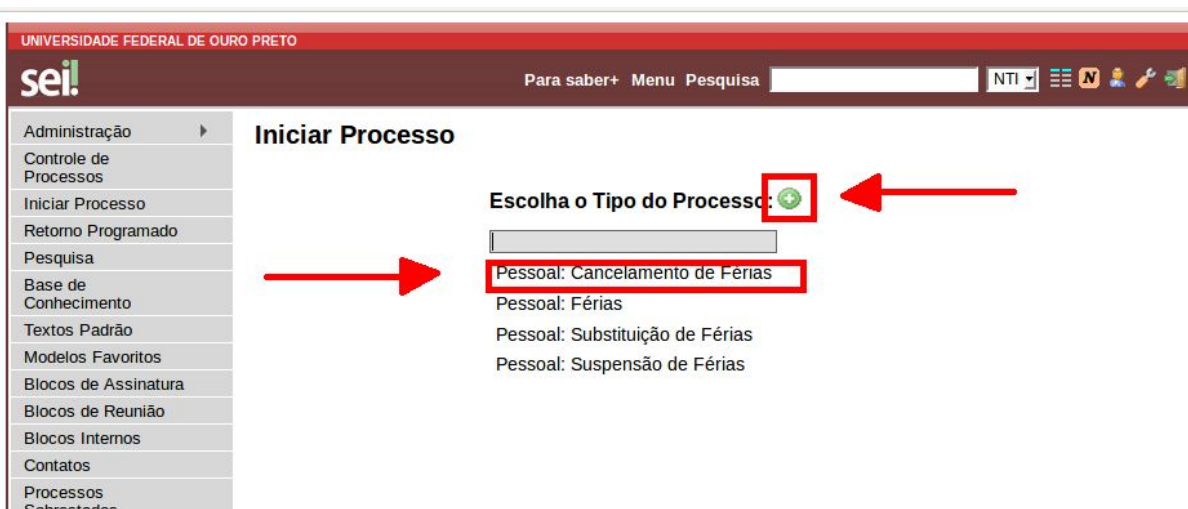 UNIVERSIDADE FEDERAL DE OURO PRETO
sei!
Para saber+ Menu Pesquisa
NTI
N
Administração
Controle de
Processos
Iniciar Processo
Retorno Programado
Pesquisa
Base de
Conhecimento
Textos Padrão
Modelos Favoritos
Blocos de Assinatura
Blocos de Reunião
Blocos Internos
Contatos
Processos
Sobrestados
Iniciar Processo
Escolha o Tipo do Processo:
Pessoal: Cancelamento de Férias
Pessoal: Férias
Pessoal: Substituição de Férias
Pessoal: Suspensão de Férias